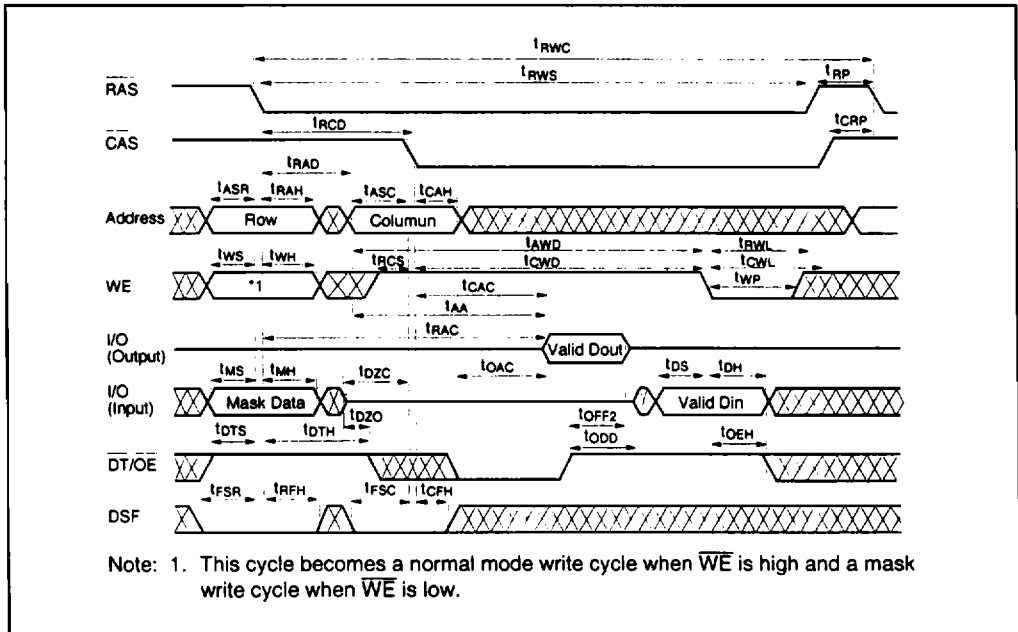 tRWC
tRWS
tRP
RAS
tRCD
tCRP
CAS
tRAD
tASR tRAH tASC tCAH
Address Row Columun
tAWD tRWL
tWS tWH tRCS tCWD tCWL
WE *1 tWP
tCAC
tAA
tRAC
I/O
(Output) Valid Dout
tMS tMH tDZC tOAC tDS tDH
I/O
(Input) Mask Data Valid Din
tDZO tOFF2
tDTS tDTH tODD tOEH
DT/OE
tFSR tRFH tFSC tCFH
DSF
Note: 1. This cycle becomes a normal mode write cycle when WE is high and a mask
write cycle when WE is low.